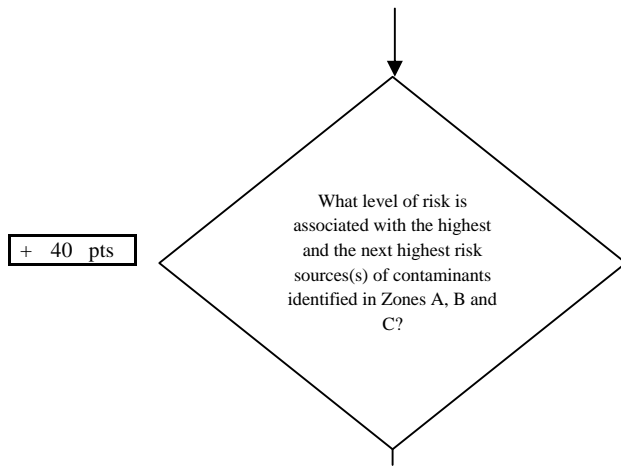 What level of risk is
associated with the highest
and the next highest risk
sources(s) of contaminants
identified in Zones A, B and
C?
+ 40 pts